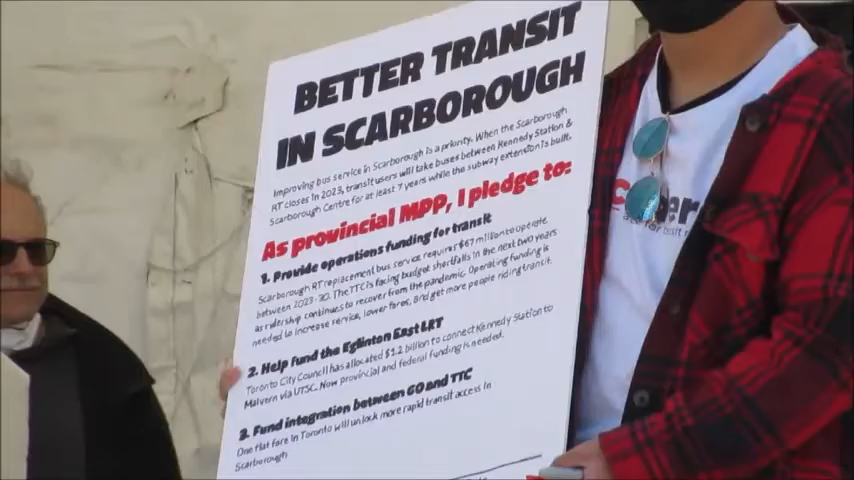 BETTER TRANSIT
IN SCARBOROUGH
Improving bus service in Scarborough is a priority. When the Scarborough
RT closes in 2023, transit users will take buses between Kennedy Station &
Scarborough Centre for at least 7 years while the subway extension is built.
As provincial MPP, I pledge to:
1. Provide operations funding for transit
Scarborough RT replacement bus service requires $67 million to operate
between 2023-30. The TTC is facing budget shortfalls in the next two years
as ridership continues to recover from the pandemic. Operating funding is
needed to increase service, lower fares, and get more people riding transit.
2. Help fund the Eglinton East LRT
Toronto City Council has allocated $1.2 billion to connect Kennedy Station to
Malvern via UTSC. Now provincial and federal funding is needed.
3. Fund integration between GO and TTC
One flat fare in Toronto will unlock more rapid transit access in
Scarborough